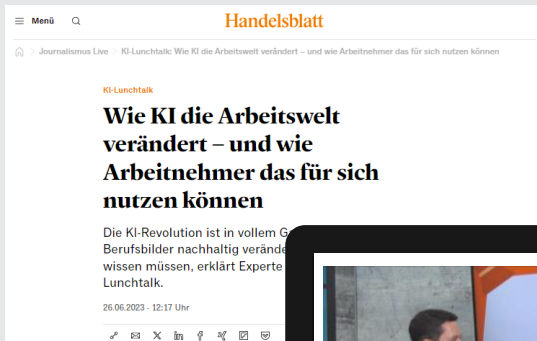 Menü
Handelsblatt
Journalismus Live > KI-Lunchtalk: Wie KI die Arbeitswelt verändert – und wie Arbeitnehmer das für sich nutzen können
KI-Lunchtalk
Wie KI die Arbeitswelt
verändert – und wie
Arbeitnehmer das für sich
nutzen können
Die KI-Revolution ist in vollem
Berufsbilder nachhaltig
wissen müssen, erklärt Experte
Lunchtalk.
26.06.2023 - 12:17 Uhr